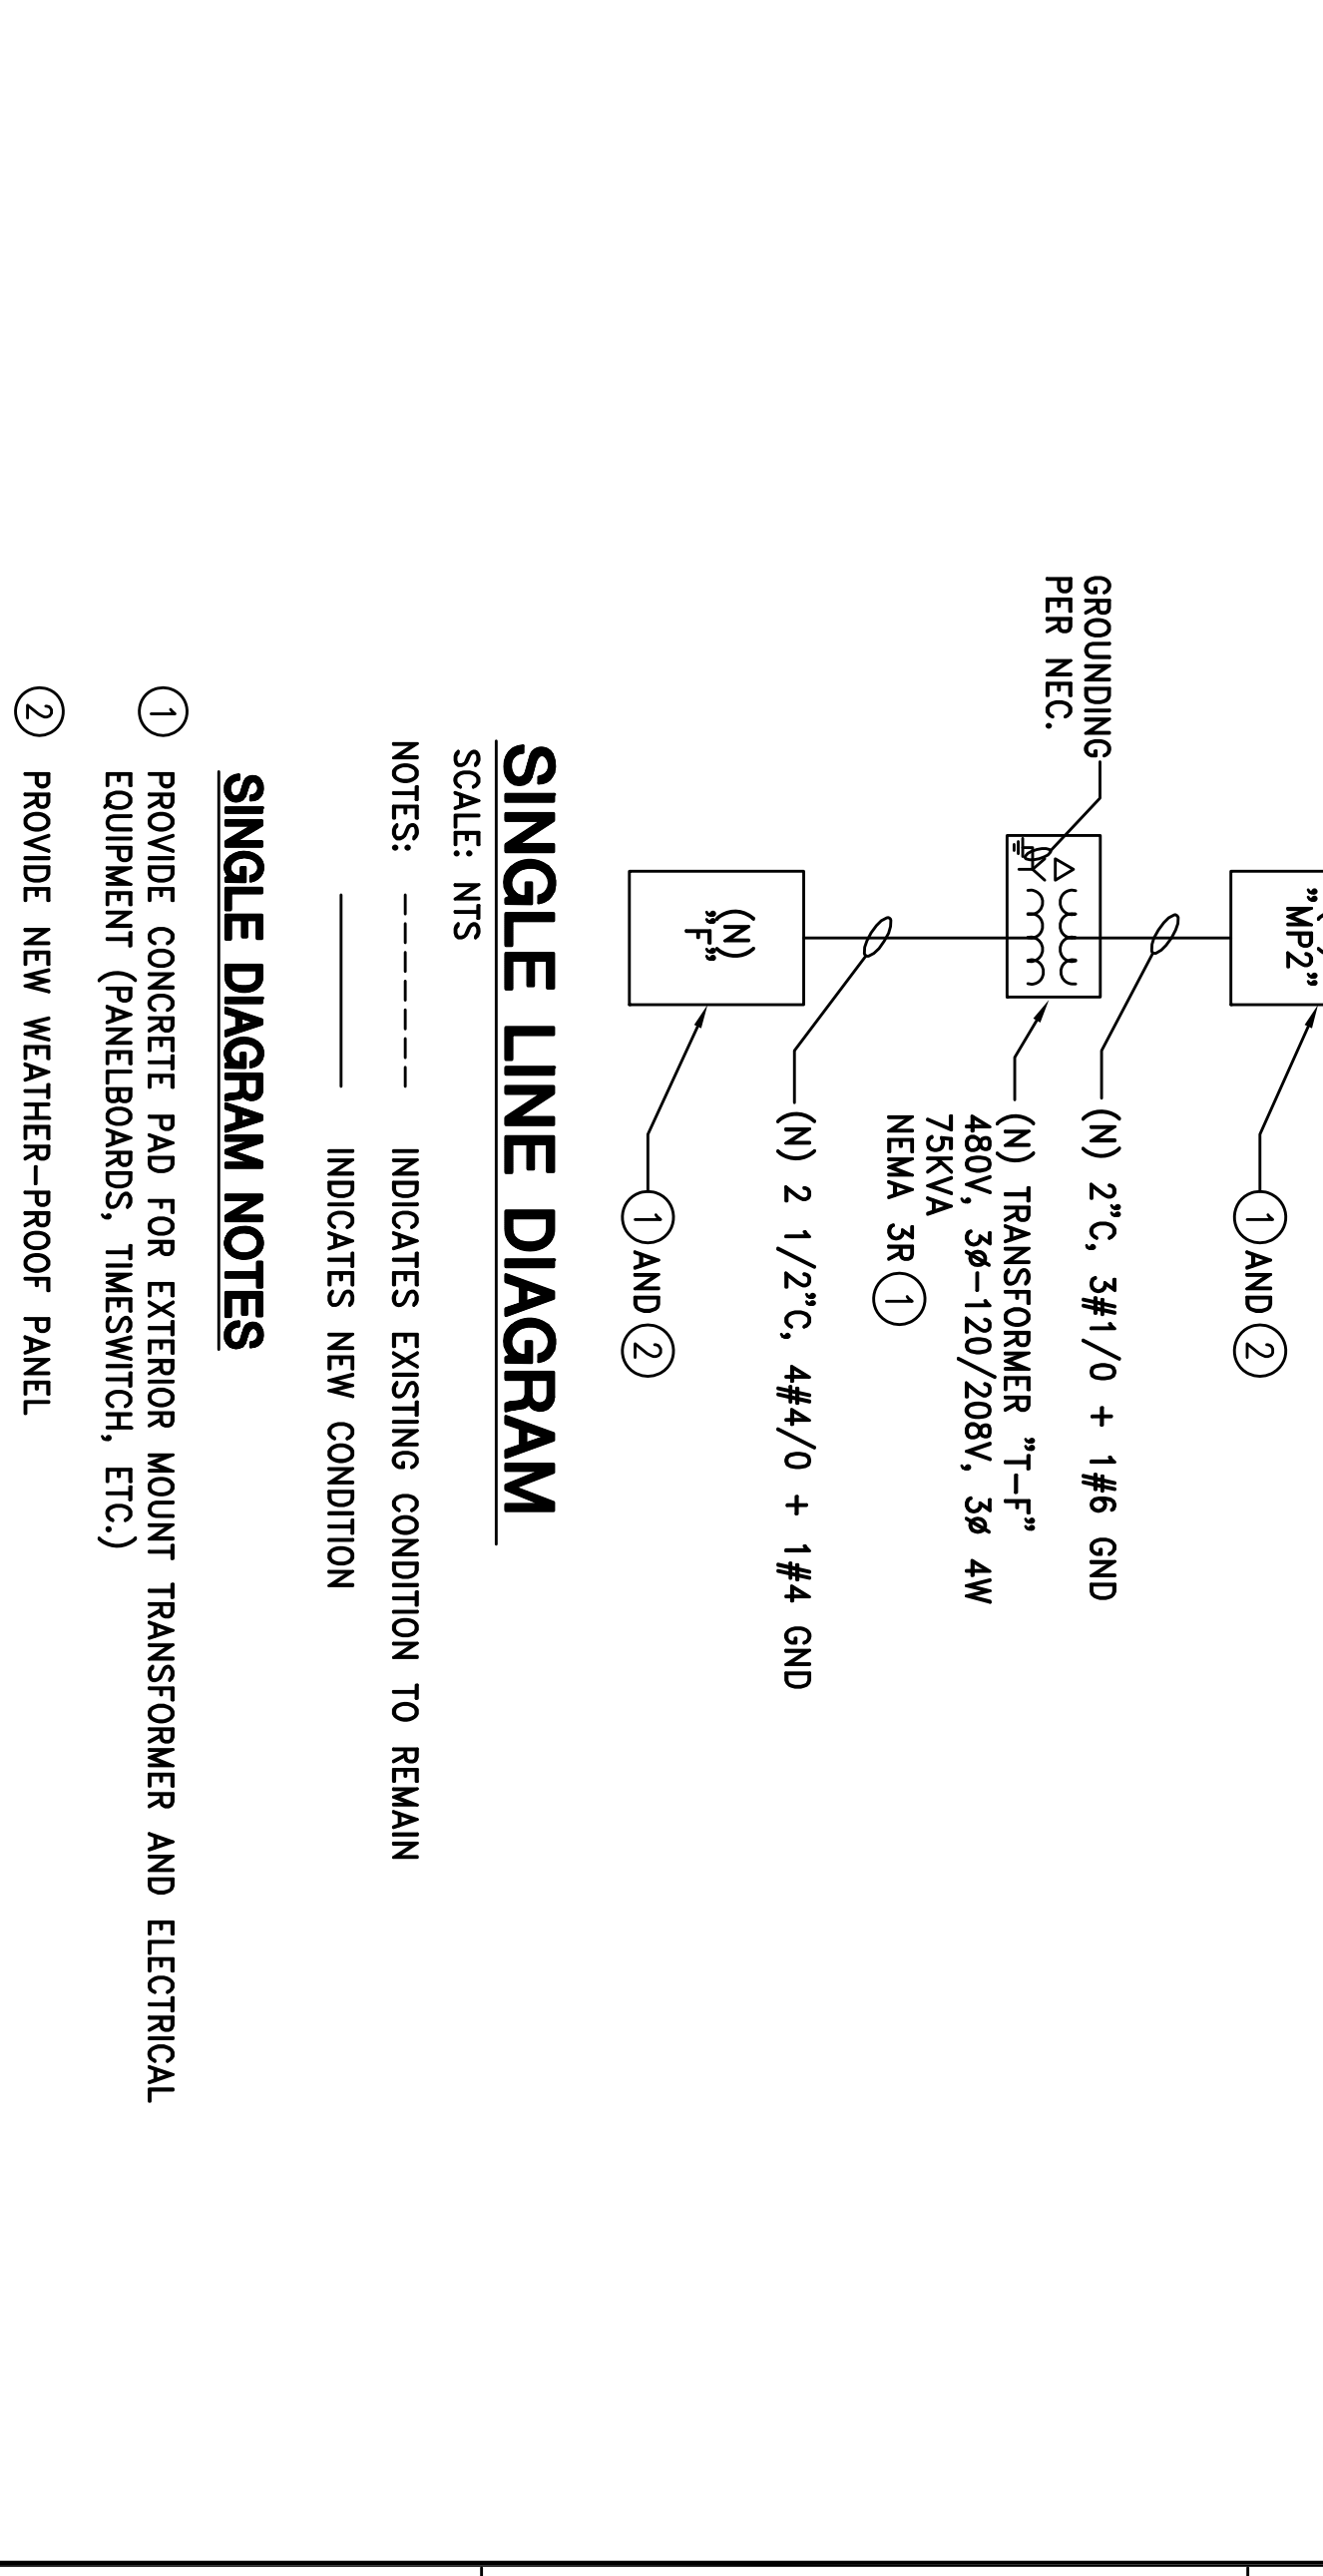 "MP2"
1 AND 2
(N) 2"C, 3#1/0 + 1#6 GND
GROUNDING
PER NEC.
(N) TRANSFORMER "T-F"
480V, 3ø-120/208V, 3ø 4W
75KVA
NEMA 3R 1
(N) 2 1/2"C, 4#4/0 + 1#4 GND
(N)
"F"
1 AND 2
SINGLE LINE DIAGRAM
SCALE: NTS
NOTES: INDICATES EXISTING CONDITION TO REMAIN
INDICATES NEW CONDITION
SINGLE DIAGRAM NOTES
1 PROVIDE CONCRETE PAD FOR EXTERIOR MOUNT TRANSFORMER AND ELECTRICAL
EQUIPMENT (PANELBOARDS, TIMESWITCH, ETC.)
2 PROVIDE NEW WEATHER-PROOF PANEL